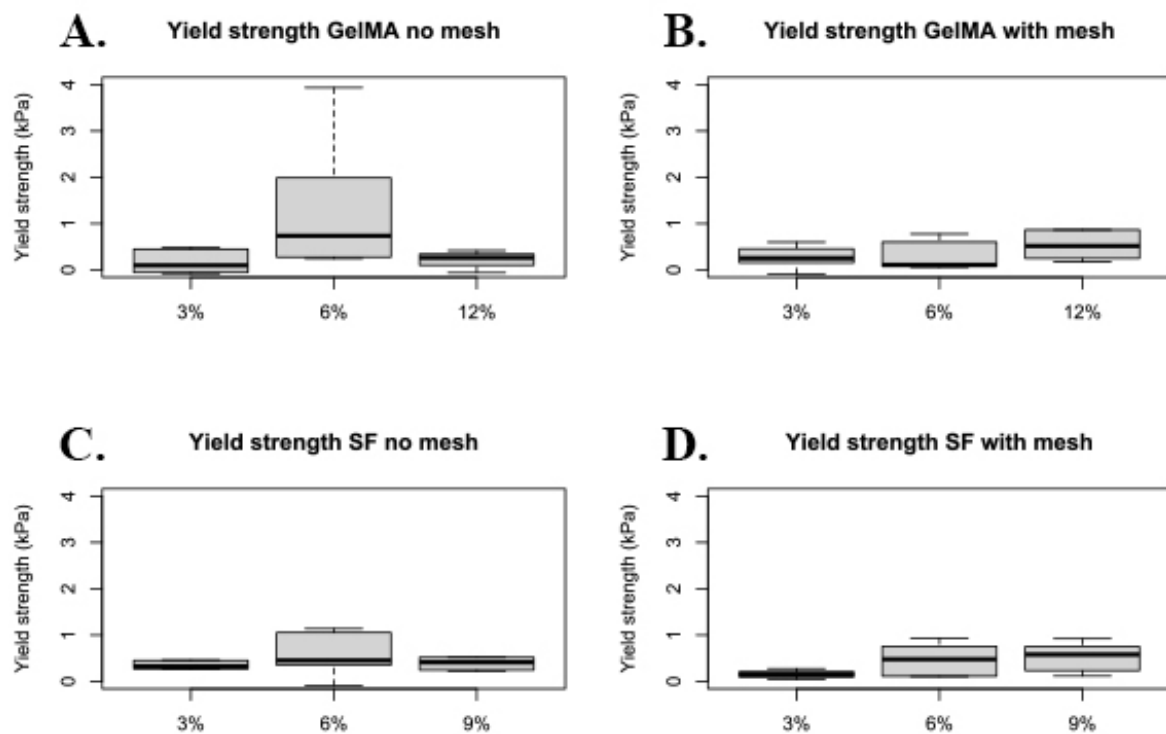 A. Yield strength GelMA no mesh
Yield strength (kPa)
4
3
2
1
0
3% 6% 12%
B. Yield strength GelMA with mesh
Yield strength (kPa)
4
3
2
1
0
3% 6% 12%
C. Yield strength SF no mesh
Yield strength (kPa)
4
3
2
1
0
3% 6% 9%
D. Yield strength SF with mesh
Yield strength (kPa)
4
3
2
1
0
3% 6% 9%